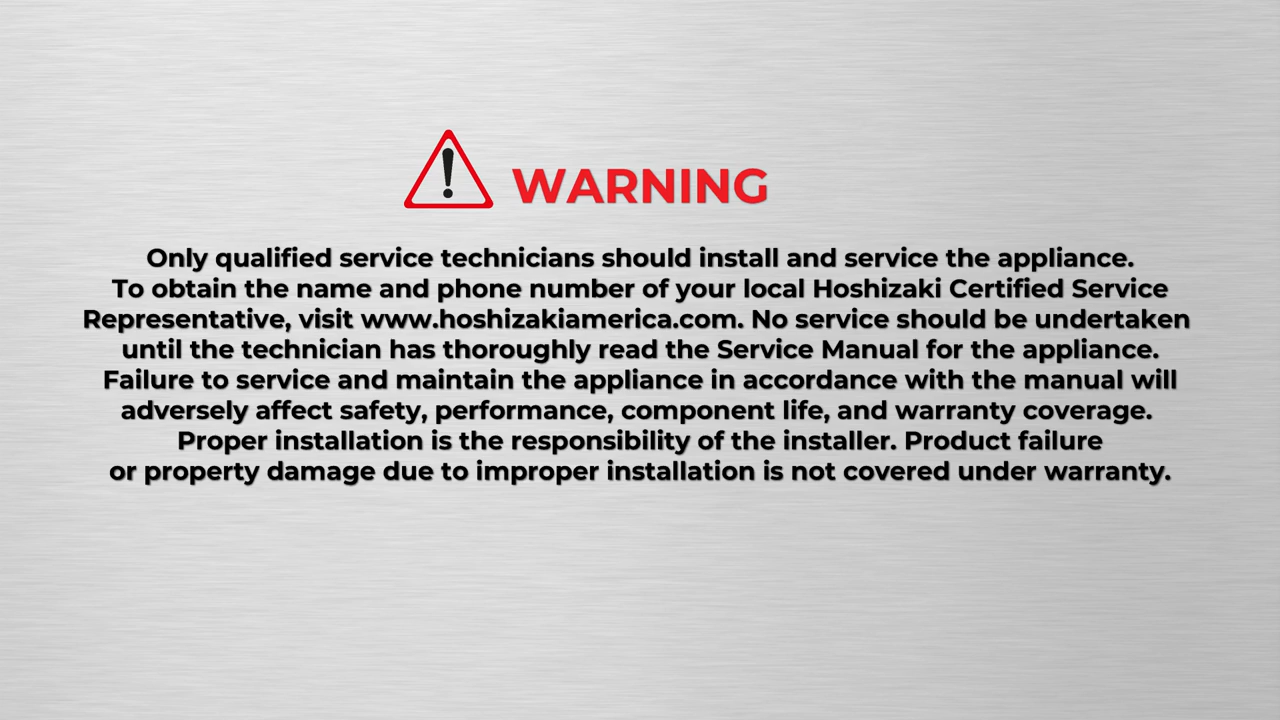 WARNING
Only qualified service technicians should install and service the appliance.
To obtain the name and phone number of your local Hoshizaki Certified Service
Representative, visit www.hoshizakiamerica.com. No service should be undertaken
until the technician has thoroughly read the Service Manual for the appliance.
Failure to service and maintain the appliance in accordance with the manual will
adversely affect safety, performance, component life, and warranty coverage.
Proper installation is the responsibility of the installer. Product failure
or property damage due to improper installation is not covered under warranty.